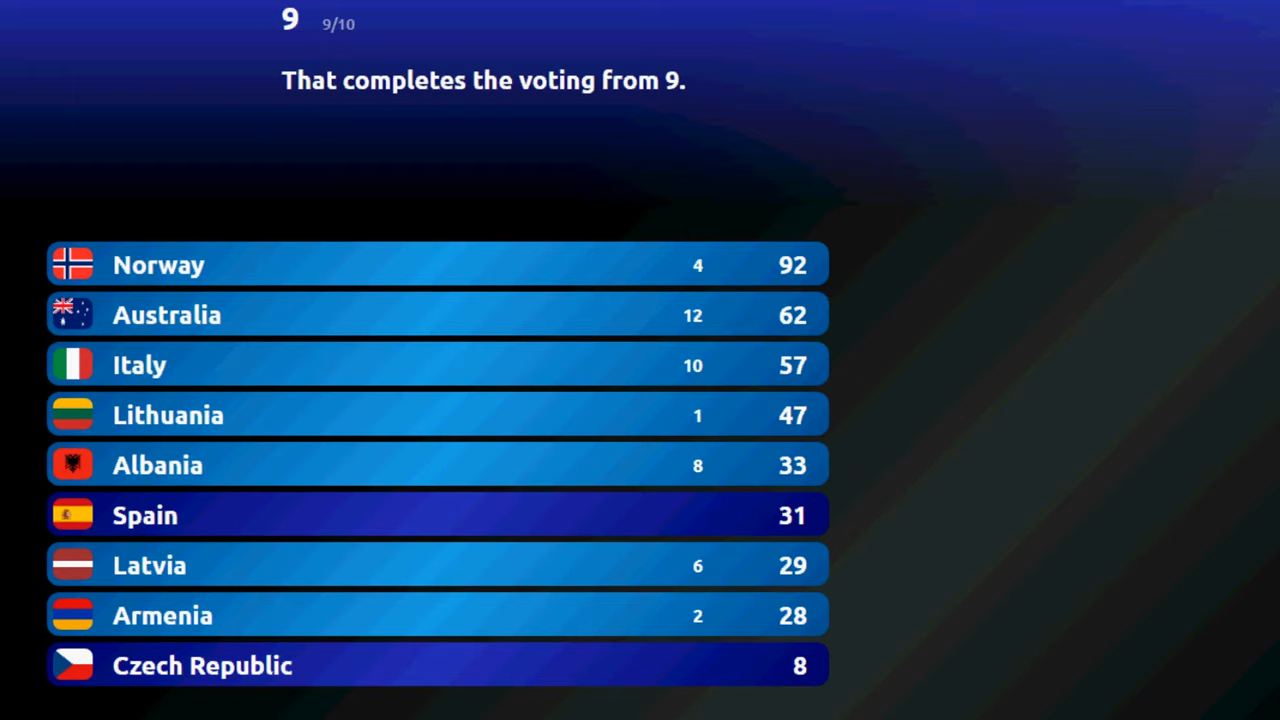 9 9/10
That completes the voting from 9.
Norway 4 92
Australia 12 62
Italy 10 57
Lithuania 1 47
Albania 8 33
Spain 31
Latvia 6 29
Armenia 2 28
Czech Republic 8